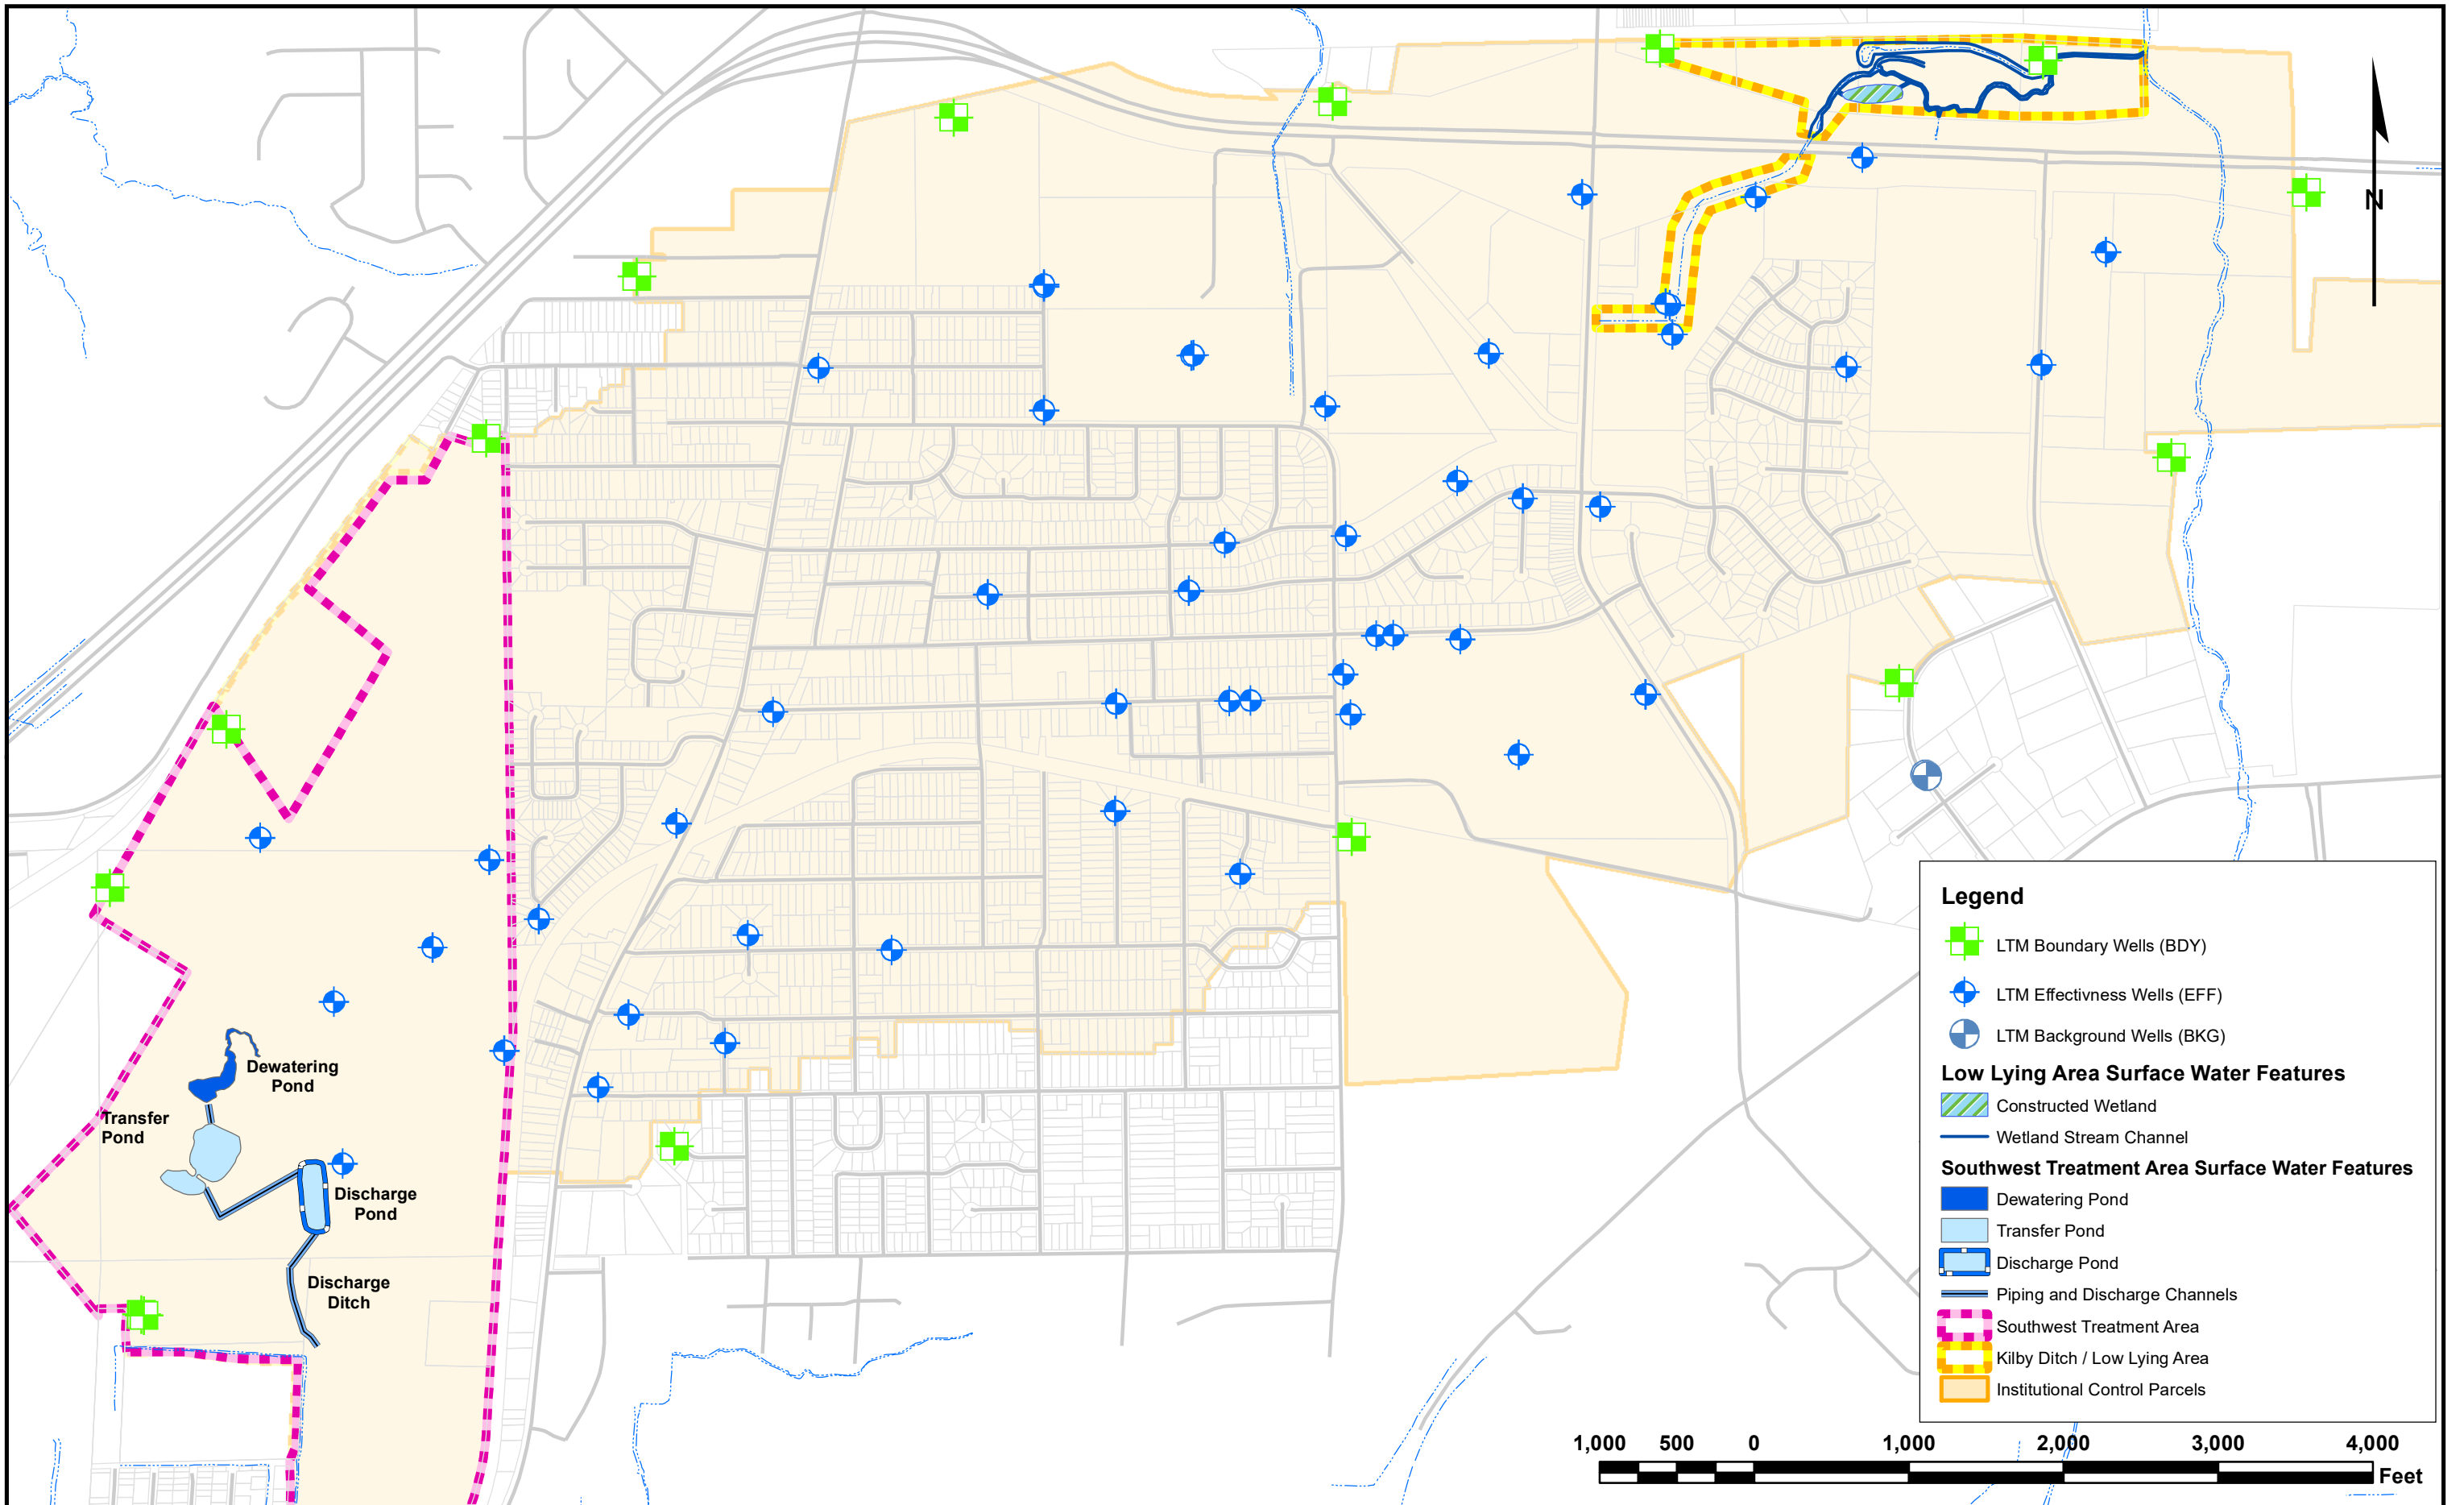 N
Dewatering
Pond
Transfer
Pond
Discharge
Pond
Discharge
Ditch
Legend
LTM Boundary Wells (BDY)
LTM Effectivness Wells (EFF)
LTM Background Wells (BKG)
Low Lying Area Surface Water Features
Constructed Wetland
Wetland Stream Channel
Southwest Treatment Area Surface Water Features
Dewatering Pond
Transfer Pond
Discharge Pond
Piping and Discharge Channels
Southwest Treatment Area
Kilby Ditch / Low Lying Area
Institutional Control Parcels
1,000 500 0 1,000 2,000 3,000 4,000
Feet